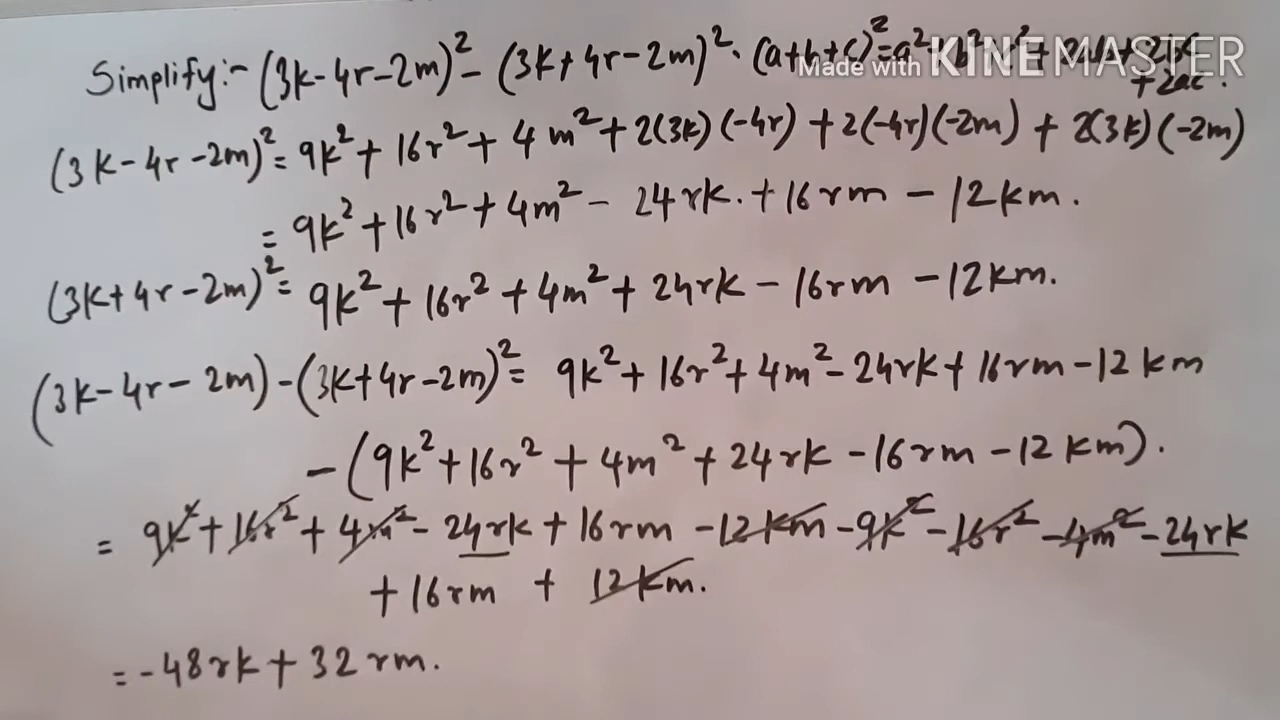 Simplify:- (3k-4r-2m)² - (3k+4r-2m)². (a+b+c)²=a²+b²+c²+2ab+2bc
Made with KINEMASTER
+2ac.
(3k-4r-2m)² = 9k²+16r²+4m²+2(3k)(-4r)+2(-4r)(-2m)+2(3k)(-2m)
= 9k²+16r²+4m²-24rk.+16rm-12km.
(3k+4r-2m)² = 9k²+16r²+4m²+24rk-16rm-12km.
(3k-4r-2m)-(3k+4r-2m)² = 9k²+16r²+4m²-24rk+16rm-12km
-(9k²+16r²+4m²+24rk-16rm-12km).
= 9k²+16r²+4m²-24rk+16rm-12km-9k²-16r²-4m²-24rk
+16rm + 12km.
= -48rk+32rm.